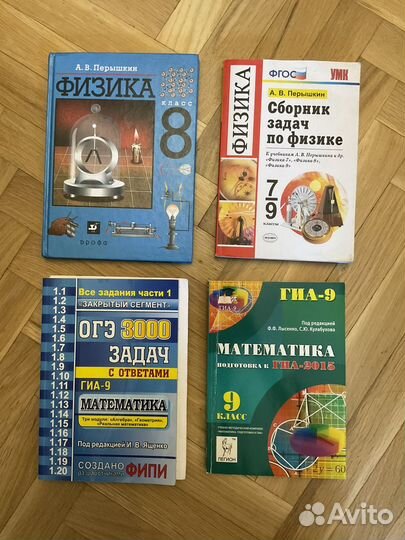 А. В. Перышкин
ФИЗИКА
КЛАСС
8
дрофа
ФГОС
УМК
А. В. Перышкин
ФИЗИКА
Сборник
задач
по физике
К учебникам А. В. Перышкина и др.
«Физика-7», «Физика-8»,
«Физика-9»
7-9
классы
Все задания части 1
"ЗАКРЫТЫЙ СЕГМЕНТ"
ОГЭ 3000
ЗАДАЧ
С ОТВЕТАМИ
ГИА-9
МАТЕМАТИКА
Три модуля: «Алгебра», «Геометрия»,
«Реальная математика»
Под редакцией И. В. Ященко
СОЗДАНО
ФИПИ
1.1
1.2
1.3
1.4
1.5
1.6
1.7
1.8
1.9
1.10
1.11
1.12
1.13
1.14
1.15
1.16
1.17
1.18
1.19
1.20
ГИА-9
ГИА-9
Под редакцией
Ф.Ф. Лысенко, С.Ю. Кулабухова
МАТЕМАТИКА
ПОДГОТОВКА К ГИА-2015
9 КЛАСС
ЛЕГИОН
2y = 60
Avito